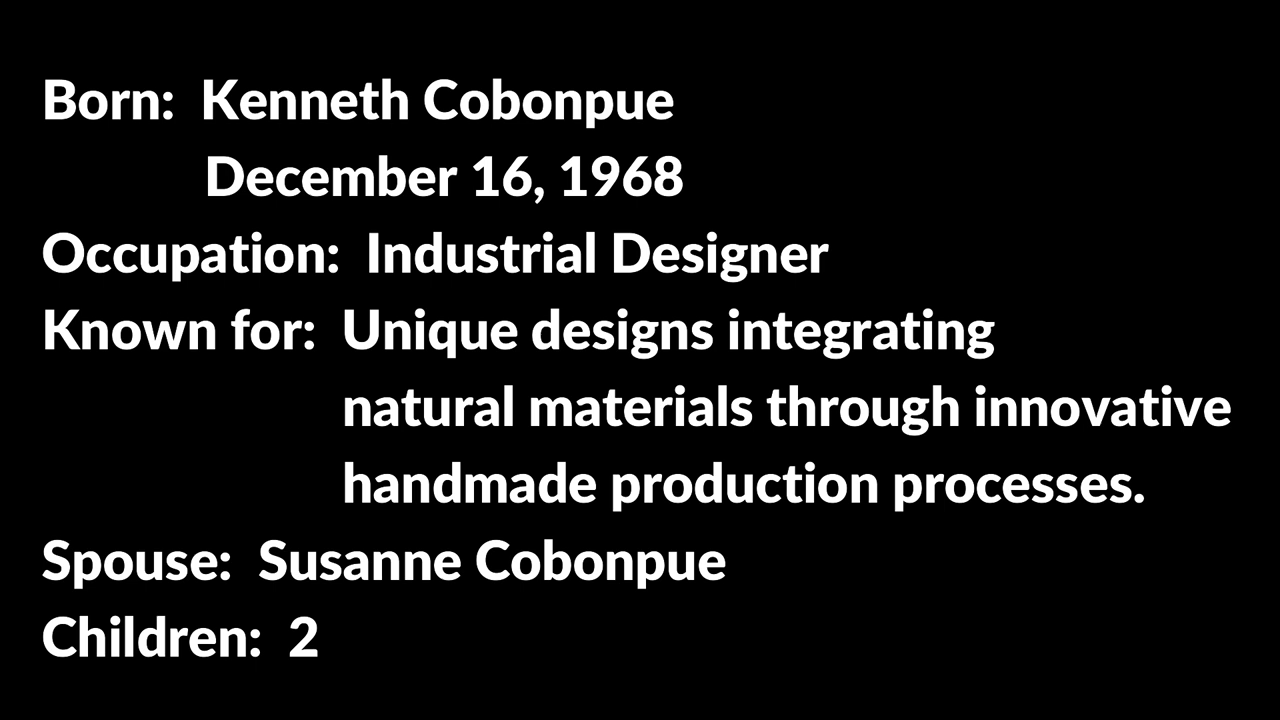 Born: Kenneth Cobonpue
December 16, 1968
Occupation: Industrial Designer
Known for: Unique designs integrating
natural materials through innovative
handmade production processes.
Spouse: Susanne Cobonpue
Children: 2